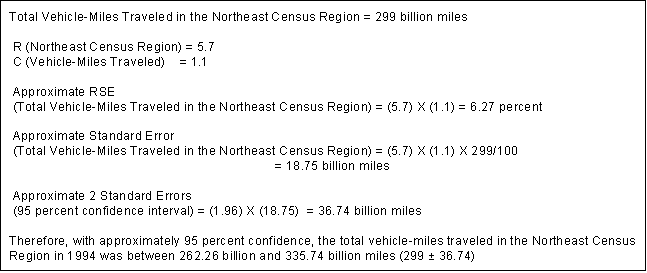 Total Vehicle-Miles Traveled in the Northeast Census Region = 299 billion miles
R (Northeast Census Region) = 5.7
C (Vehicle-Miles Traveled) = 1.1
Approximate RSE
(Total Vehicle-Miles Traveled in the Northeast Census Region) = (5.7) X (1.1) = 6.27 percent
Approximate Standard Error
(Total Vehicle-Miles Traveled in the Northeast Census Region) = (5.7) X (1.1) X 299/100
= 18.75 billion miles
Approximate 2 Standard Errors
(95 percent confidence interval) = (1.96) X (18.75) = 36.74 billion miles
Therefore, with approximately 95 percent confidence, the total vehicle-miles traveled in the Northeast Census
Region in 1994 was between 262.26 billion and 335.74 billion miles (299 ± 36.74)